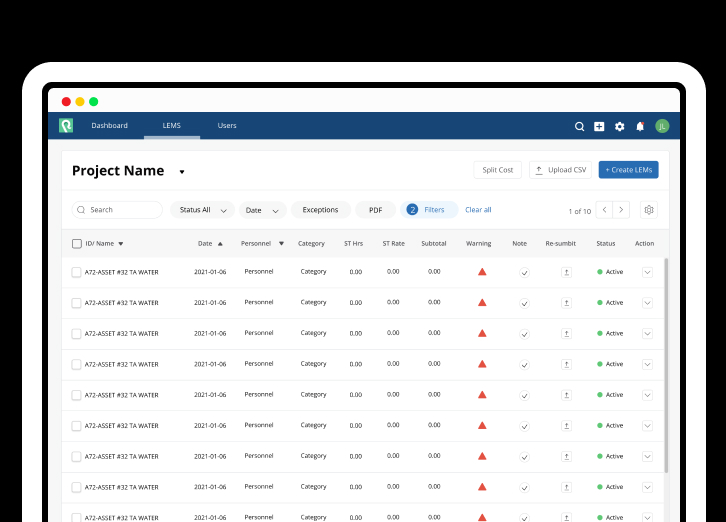 Dashboard LEMS Users JL
Project Name Split Cost Upload CSV + Create LEMs
Search Status All Date Exceptions PDF 2 Filters Clear all 1 of 10
ID/ Name Date Personnel Category ST Hrs ST Rate Subtotal Warning Note Re-sumbit Status Action
A72-ASSET #32 TA WATER 2021-01-06 Personnel Category 0.00 0.00 0.00 Active
A72-ASSET #32 TA WATER 2021-01-06 Personnel Category 0.00 0.00 0.00 Active
A72-ASSET #32 TA WATER 2021-01-06 Personnel Category 0.00 0.00 0.00 Active
A72-ASSET #32 TA WATER 2021-01-06 Personnel Category 0.00 0.00 0.00 Active
A72-ASSET #32 TA WATER 2021-01-06 Personnel Category 0.00 0.00 0.00 Active
A72-ASSET #32 TA WATER 2021-01-06 Personnel Category 0.00 0.00 0.00 Active
A72-ASSET #32 TA WATER 2021-01-06 Personnel Category 0.00 0.00 0.00 Active
A72-ASSET #32 TA WATER 2021-01-06 Personnel Category 0.00 0.00 0.00 Active
A72-ASSET #32 TA WATER 2021-01-06 Personnel Category 0.00 0.00 0.00 Active